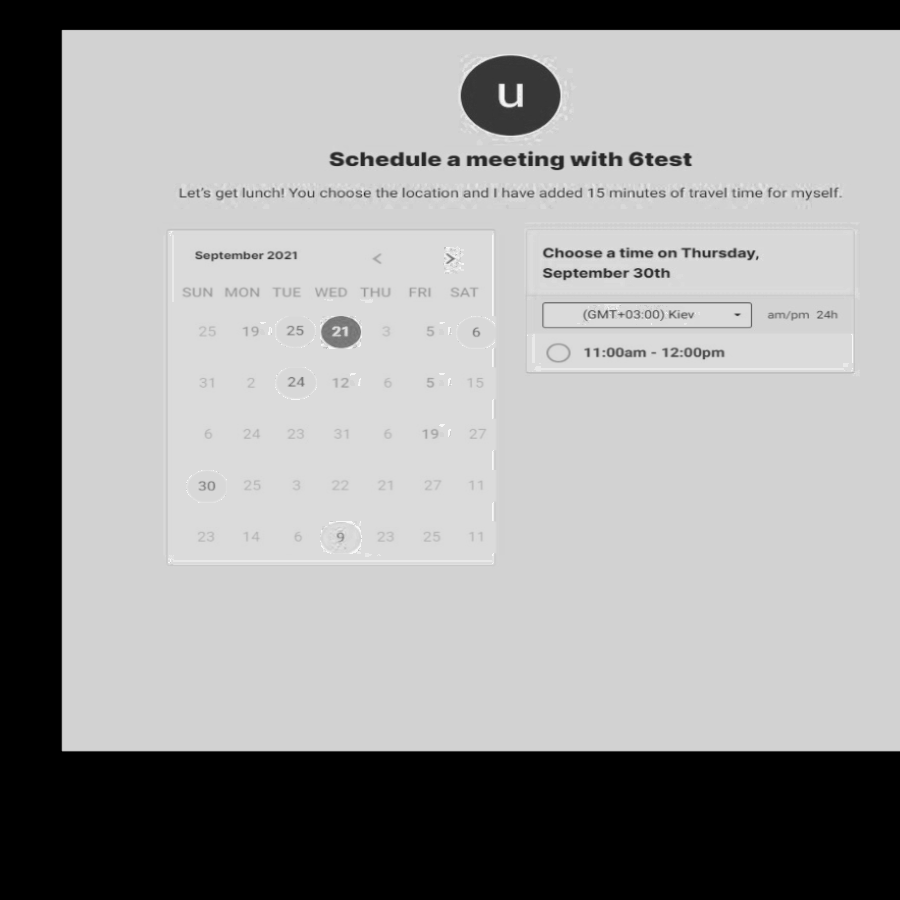 u
Schedule a meeting with 6test
Let's get lunch! You choose the location and I have added 15 minutes of travel time for myself.
September 2021 < >
SUN MON TUE WED THU FRI SAT
25 19 25 21 3 5 6
31 2 24 12 6 5 15
6 24 23 31 6 19 27
30 25 3 22 21 27 11
23 14 6 9 23 25 11
Choose a time on Thursday,
September 30th
(GMT+03:00) Kiev am/pm 24h
11:00am - 12:00pm